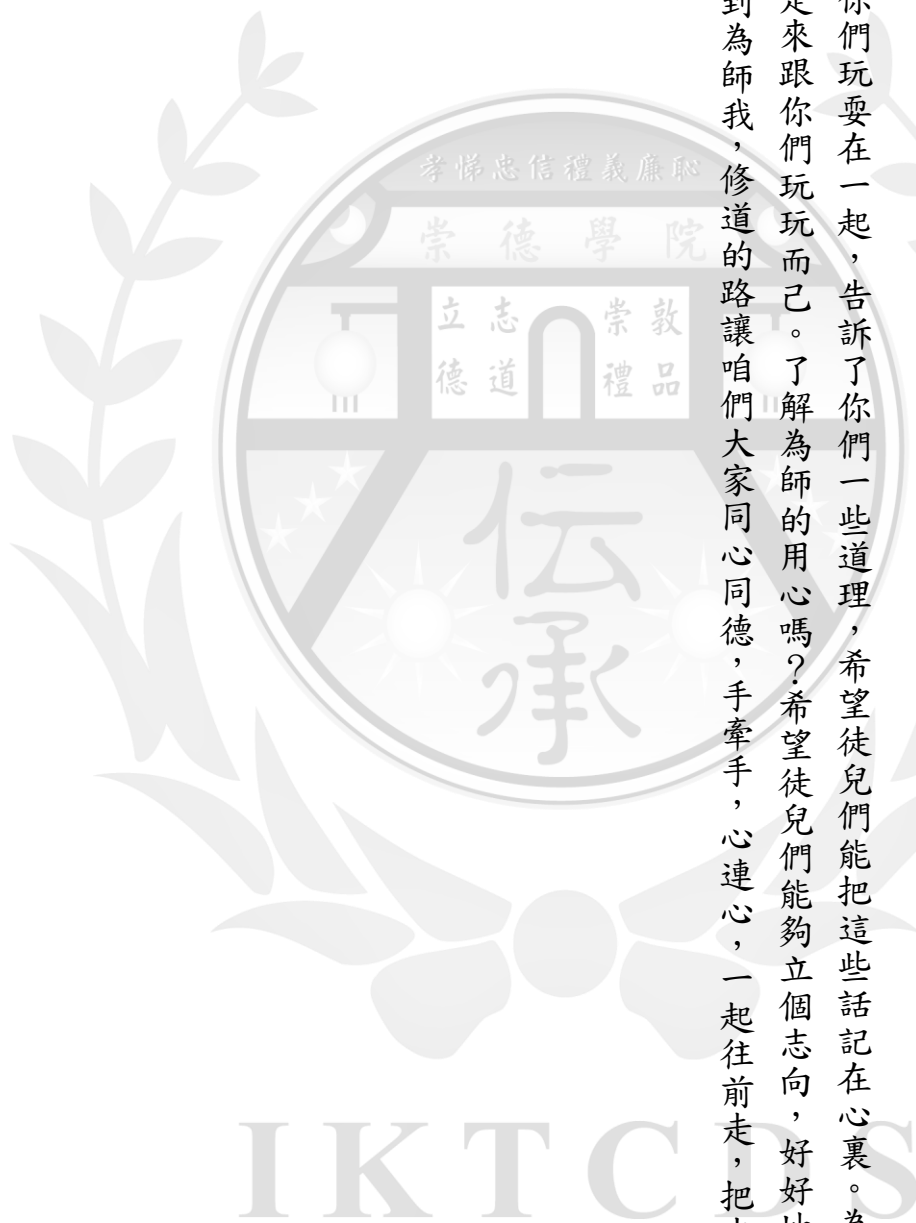 你們玩耍在一起，告訴了你們一些道理，希望徒兒們能把這些話記在心裏。為
來跟你們玩玩而己。了解為師的用心嗎？希望徒兒們能夠立個志向，好好
到為師我，修道的路讓咱們大家同心同德，手牽手，心連心，一起往前走，把
孝悌忠信禮義廉恥
崇德學院
立志 崇敦
德道 禮品
伝承
IKTCDS